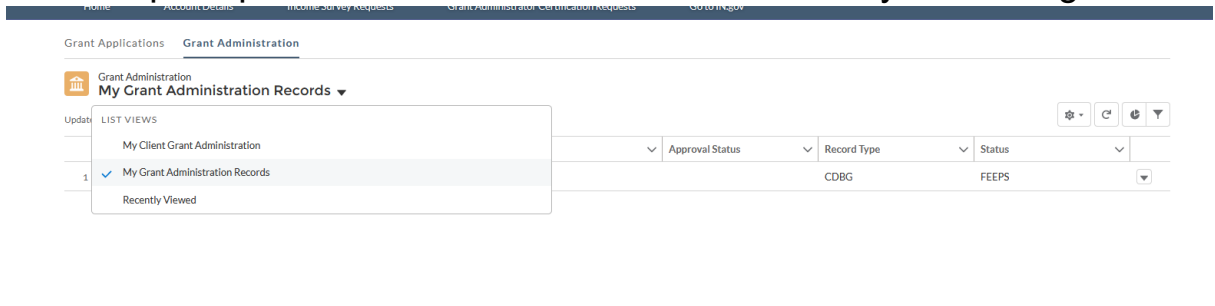 Home Account Details Income Survey Requests Grant Administrator Certification Requests Go to IN.gov
Grant Applications Grant Administration
Grant Administration
My Grant Administration Records
LIST VIEWS
My Client Grant Administration
Approval Status Record Type Status
My Grant Administration Records
1 CDBG FEEPS
Recently Viewed